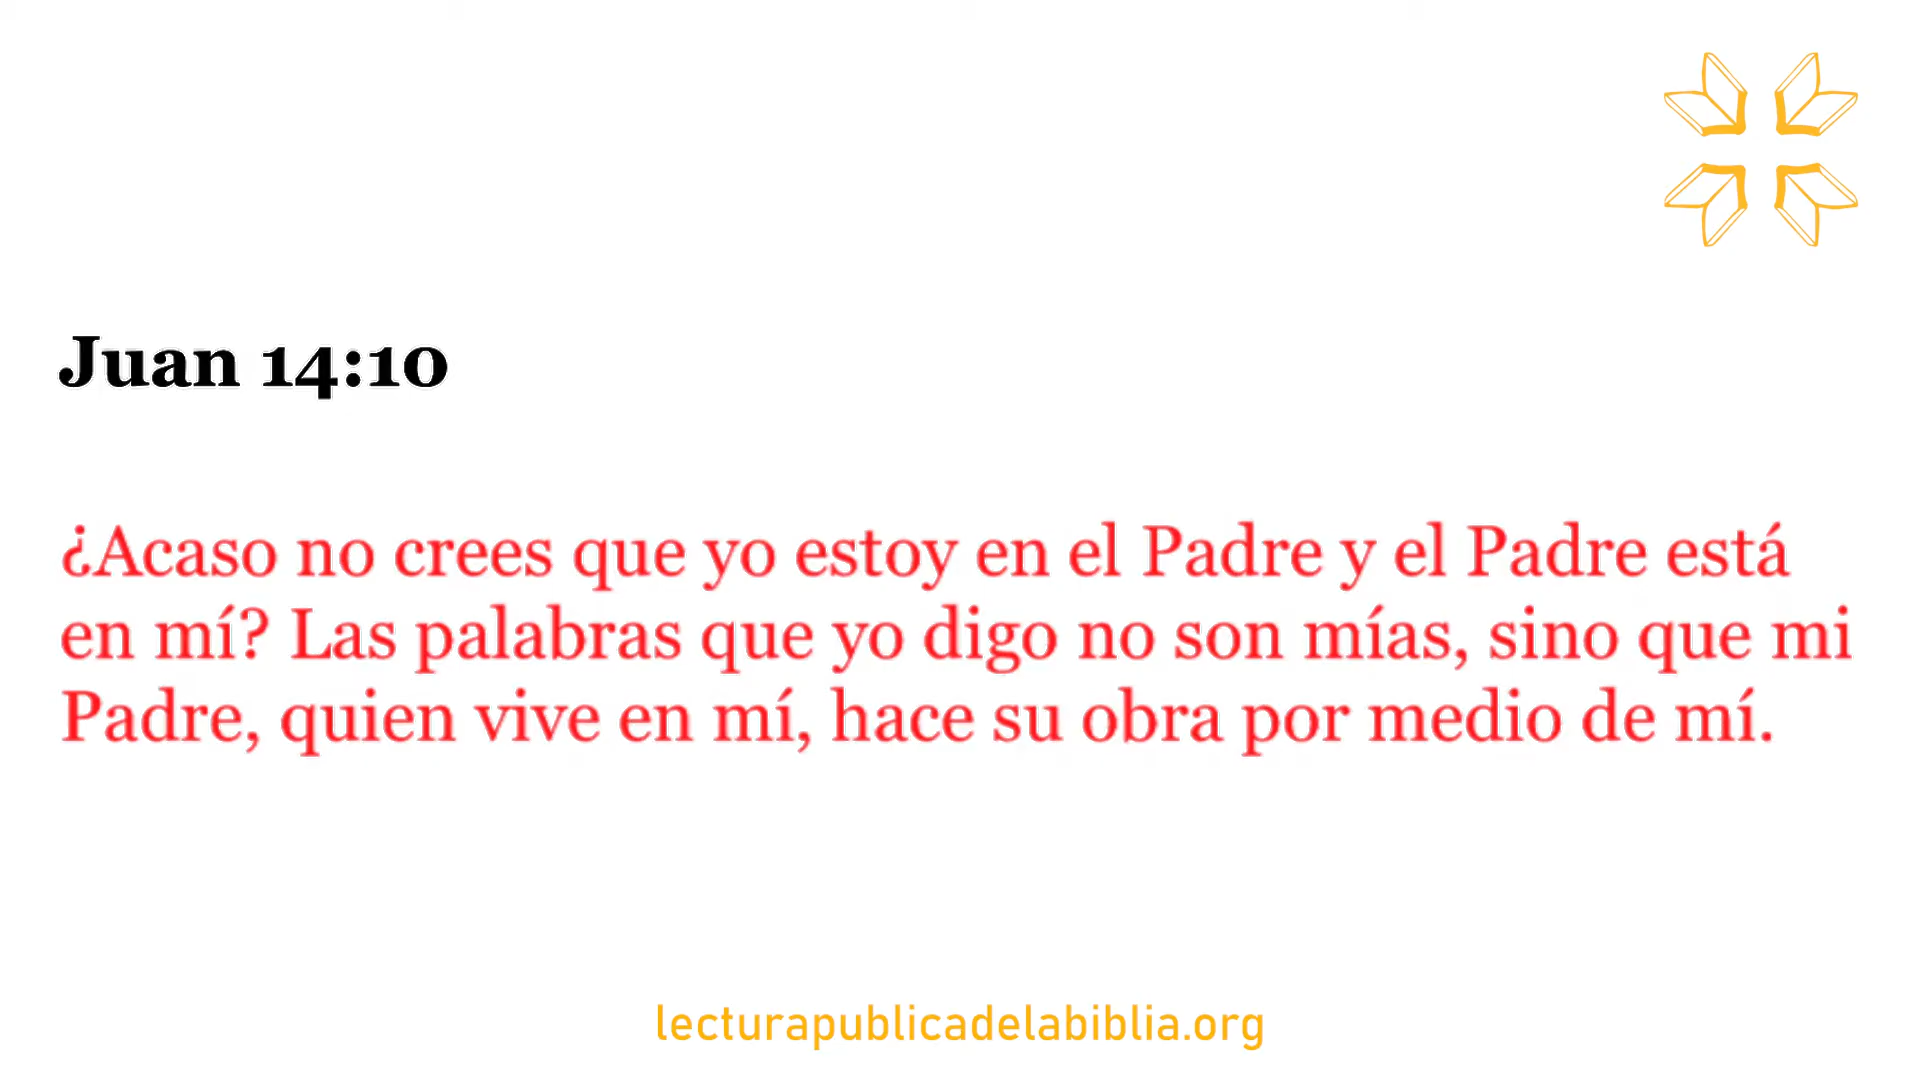 Juan 14:10
¿Acaso no crees que yo estoy en el Padre y el Padre está
en mí? Las palabras que yo digo no son mías, sino que mi
Padre, quien vive en mí, hace su obra por medio de mí.
lecturapublicadelabiblia.org